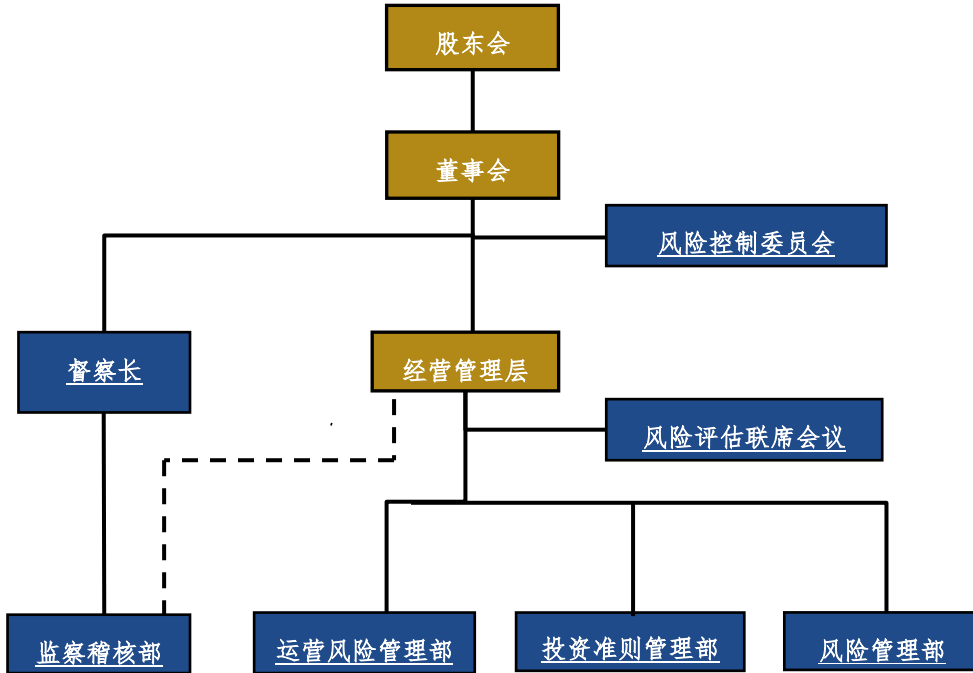 股东会
董事会
风险控制委员会
督察长
经营管理层
风险评估联席会议
监察稽核部
运营风险管理部
投资准则管理部
风险管理部